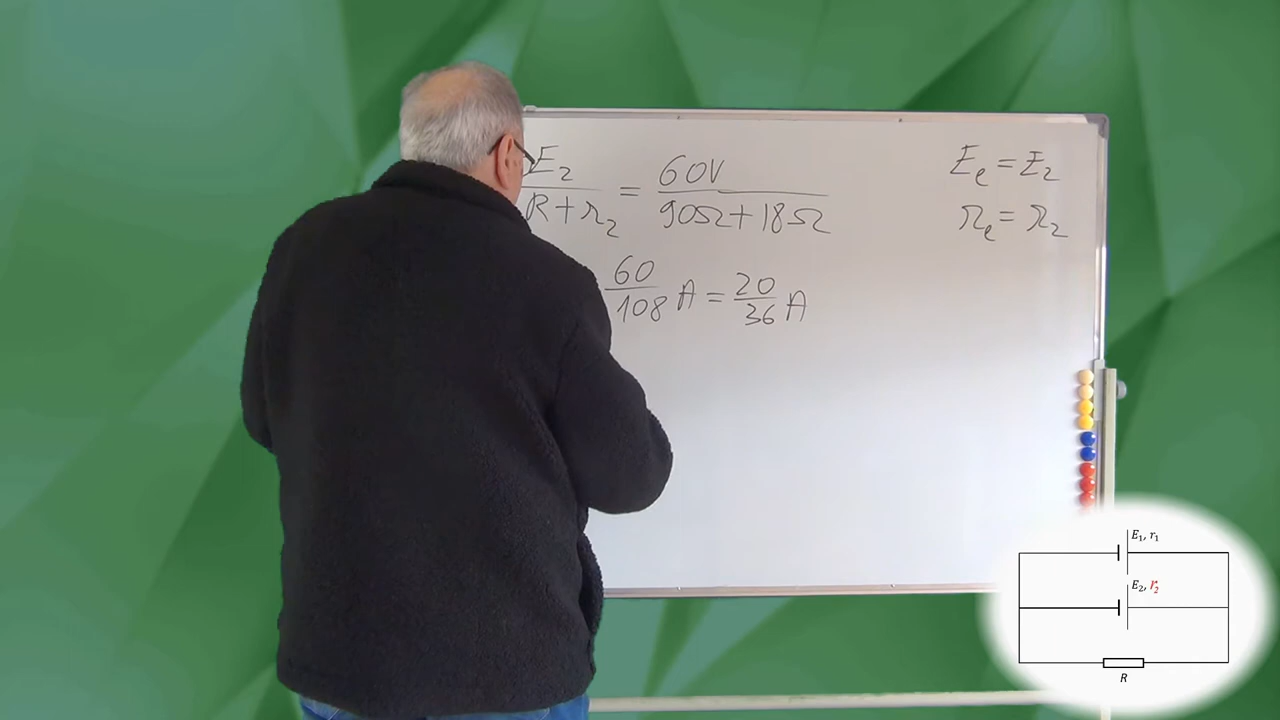 E₂ / R + r₂ = 60V / 90Ω + 18Ω
60 / 108 A = 20 / 36 A
Eₑ = E₂
rₑ = r₂
E₁, r₁
E₂, r₂
R